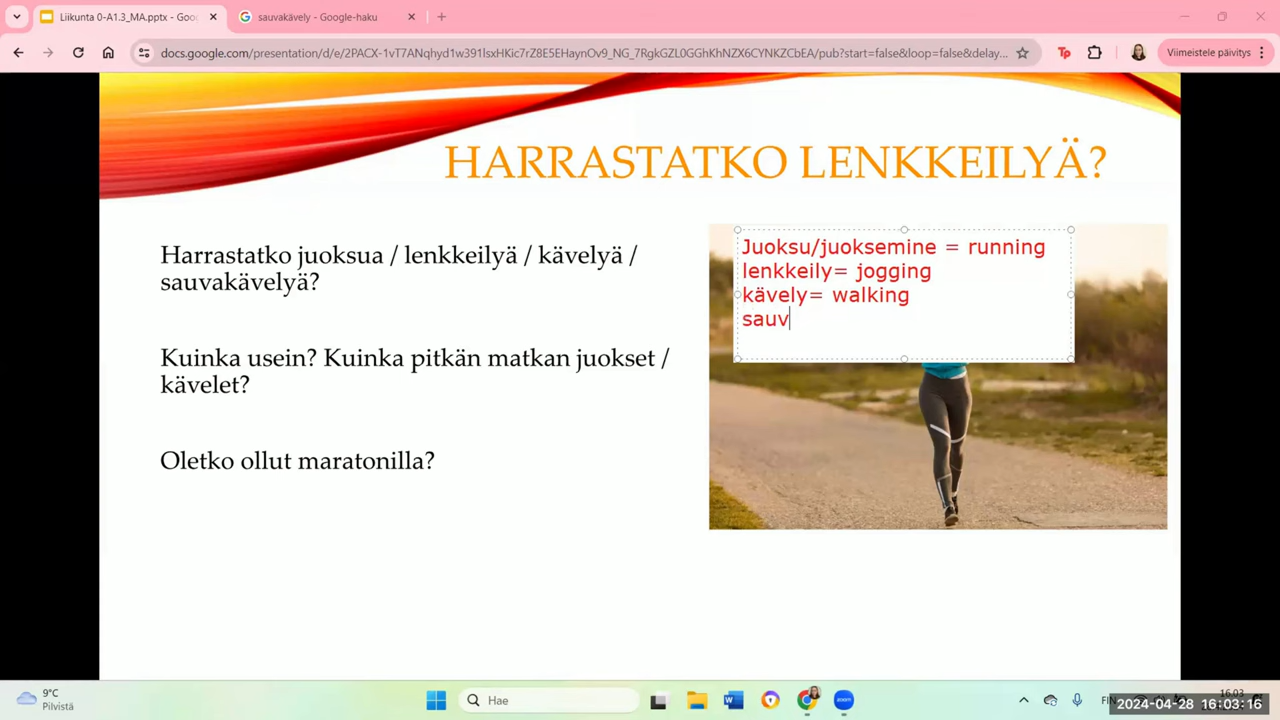 Liikunta 0-A1.3_MA.pptx - Goo
sauvakävely - Google-haku
docs.google.com/presentation/d/e/2PACX-1vT7ANqhyd1w391lsxHKic7rZ8E5EHaynOv9_NG_7RgkGZL0GGhKhNZX6CYNKZCbEA/pub?start=false&loop=false&delay...
Viimeistele päivitys
HARRASTATKO LENKKEILYÄ?
Harrastatko juoksua / lenkkeilyä / kävelyä /
sauvakävelyä?
Kuinka usein? Kuinka pitkän matkan juokset /
kävelet?
Oletko ollut maratonilla?
Juoksu/juoksemine = running
lenkkeily= jogging
kävely= walking
sauv
9°C
Pilvistä
Hae
FIN
16.03
2024-04-28 16:03:16